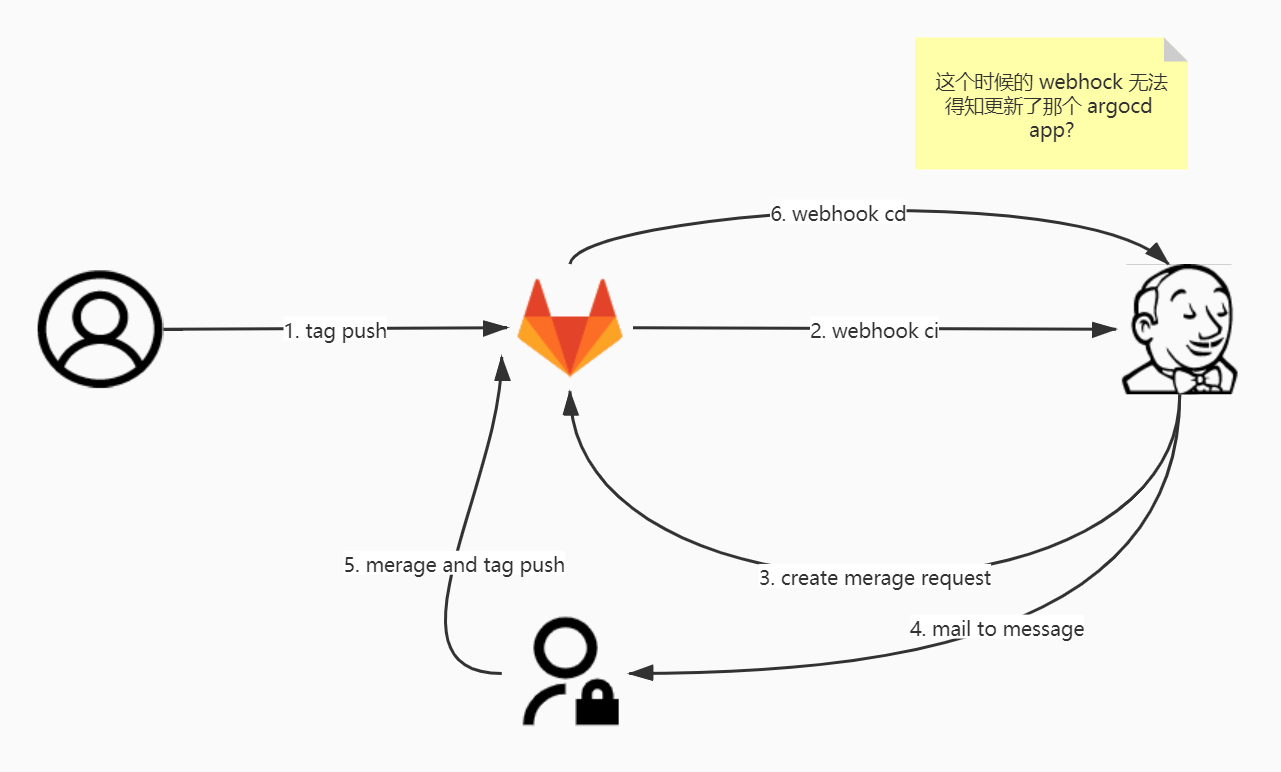 这个时候的 webhock 无法
得知更新了那个 argocd
app?
6. webhook cd
1. tag push
2. webhook ci
5. merage and tag push
3. create merage request
4. mail to message